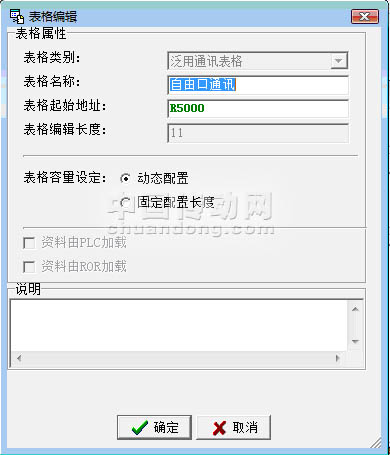 表格编辑
表格属性
表格类别: 泛用通讯表格
表格名称: 自由口通讯
表格起始地址: R5000
表格编辑长度: 11
表格容量设定: 动态配置
固定配置长度
中国传动网
chuandong.com
资料由PLC加载
资料由ROR加载
说明
确定 取消